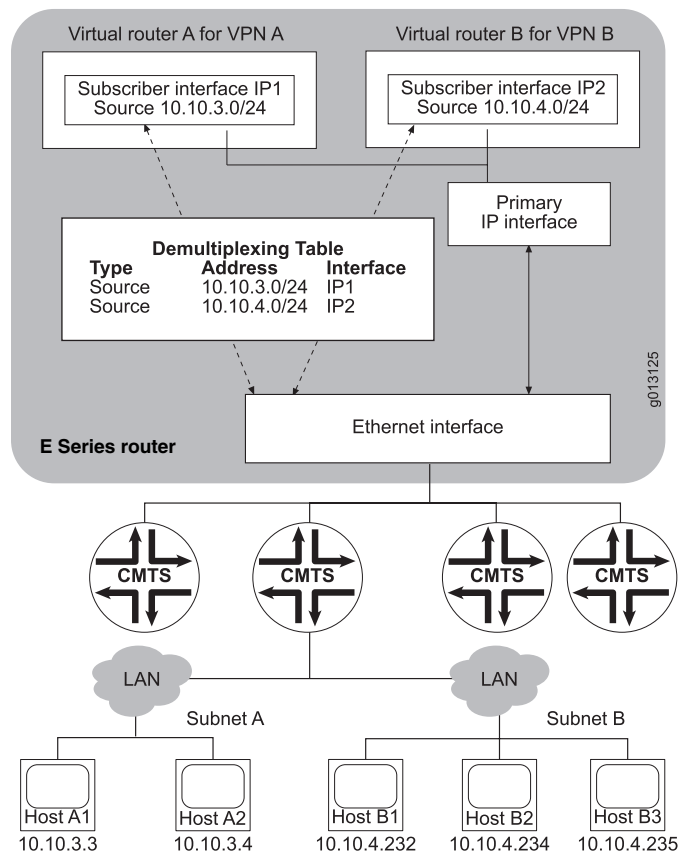 Virtual router A for VPN A
Virtual router B for VPN B
Subscriber interface IP1
Source 10.10.3.0/24
Subscriber interface IP2
Source 10.10.4.0/24
Primary
IP interface
Demultiplexing Table
Type Address Interface
Source 10.10.3.0/24 IP1
Source 10.10.4.0/24 IP2
g013125
Ethernet interface
E Series router
CMTS
CMTS
CMTS
CMTS
LAN
LAN
Subnet A
Subnet B
Host A1
Host A2
Host B1
Host B2
Host B3
10.10.3.3
10.10.3.4
10.10.4.232
10.10.4.234
10.10.4.235